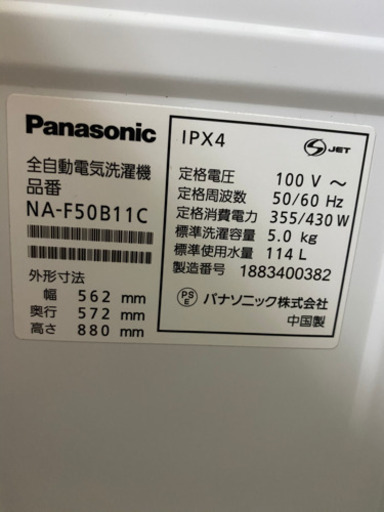 Panasonic
全自動電気洗濯機
品番
NA-F50B11C
外形寸法
幅 562 mm
奥行 572 mm
高さ 880 mm
IPX4
S JET
定格電圧 100 V ～
定格周波数 50/60 Hz
定格消費電力 355/430 W
標準洗濯容量 5.0 kg
標準使用水量 114 L
製造番号 1883400382
PS E パナソニック株式会社
中国製